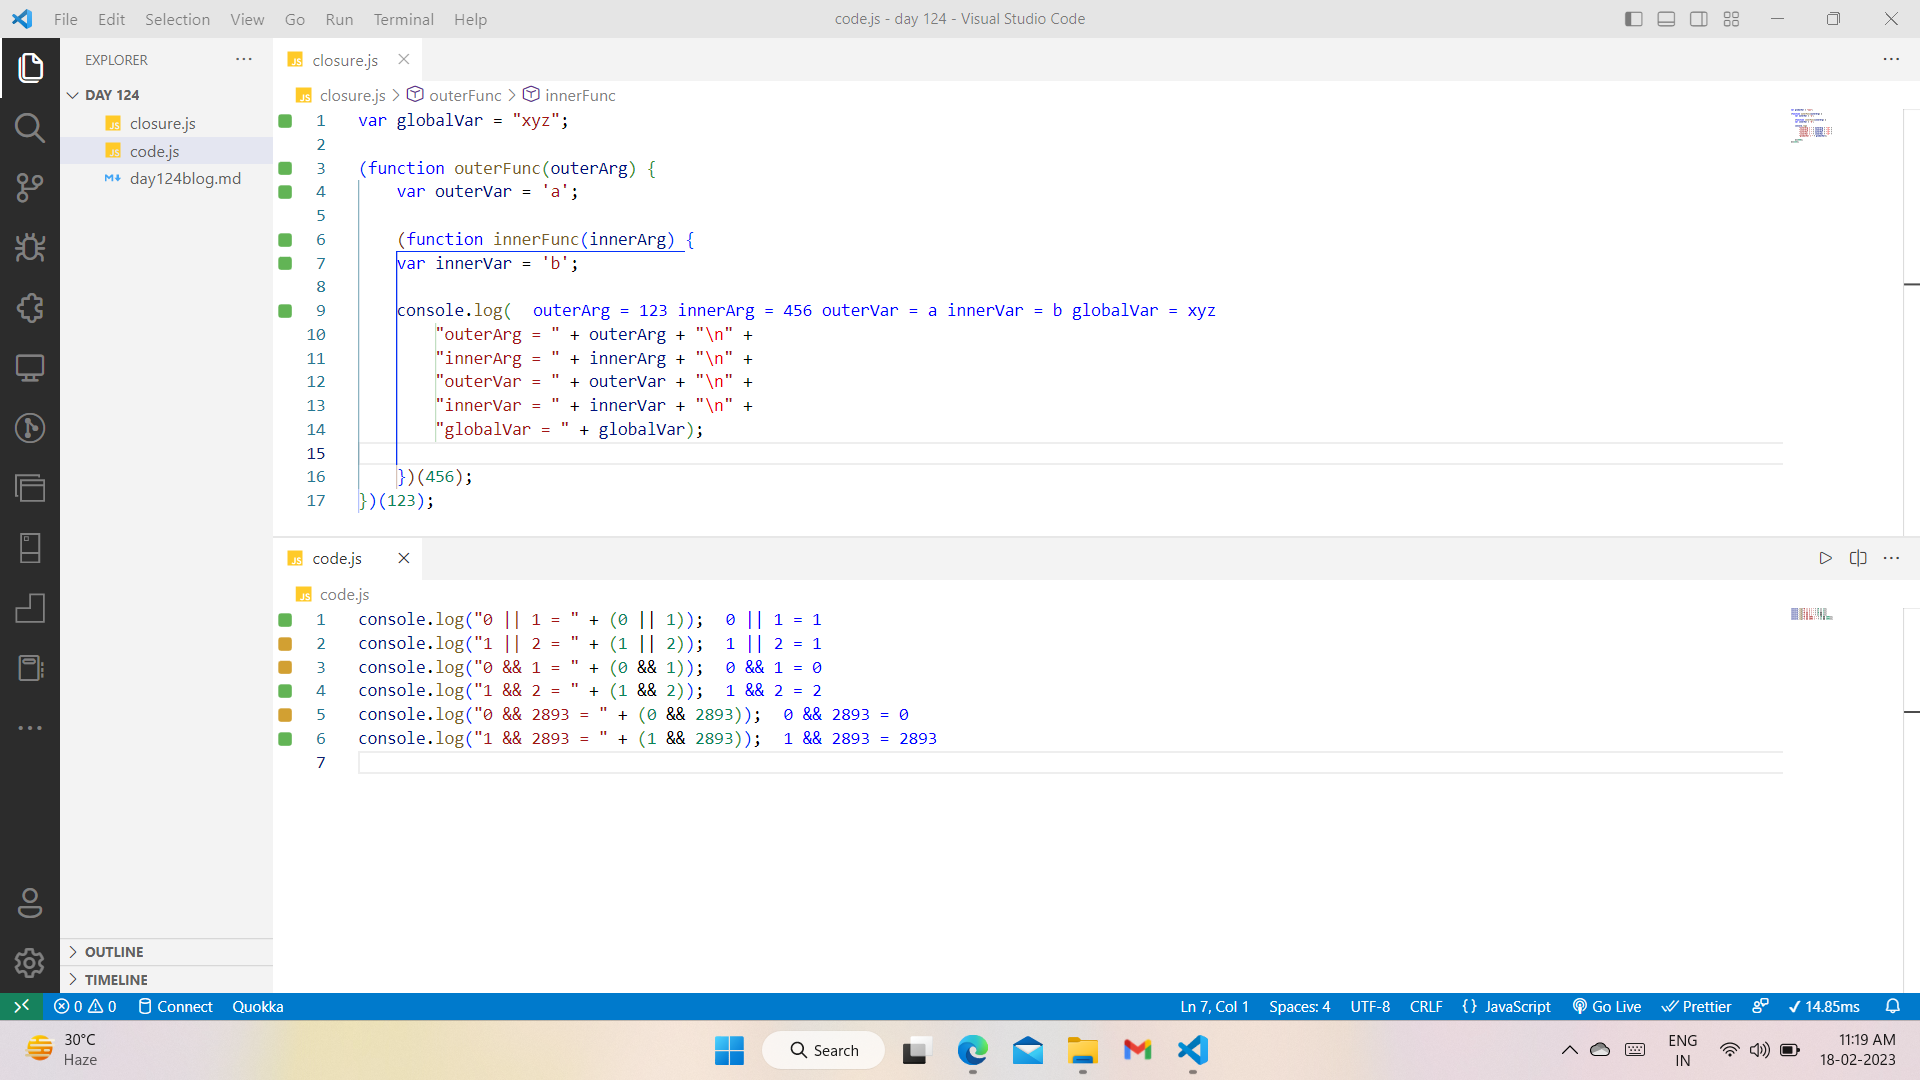 File Edit Selection View Go Run Terminal Help
code.js - day 124 - Visual Studio Code
EXPLORER
DAY 124
closure.js
code.js
day124blog.md
OUTLINE
TIMELINE
closure.js
closure.js > outerFunc > innerFunc
1 var globalVar = "xyz";
2
3 (function outerFunc(outerArg) {
4 var outerVar = 'a';
5
6 (function innerFunc(innerArg) {
7 var innerVar = 'b';
8
9 console.log( outerArg = 123 innerArg = 456 outerVar = a innerVar = b globalVar = xyz
10 "outerArg = " + outerArg + "\n" +
11 "innerArg = " + innerArg + "\n" +
12 "outerVar = " + outerVar + "\n" +
13 "innerVar = " + innerVar + "\n" +
14 "globalVar = " + globalVar);
15
16 })(456);
17 })(123);
code.js
code.js
1 console.log("0 || 1 = " + (0 || 1)); 0 || 1 = 1
2 console.log("1 || 2 = " + (1 || 2)); 1 || 2 = 1
3 console.log("0 && 1 = " + (0 && 1)); 0 && 1 = 0
4 console.log("1 && 2 = " + (1 && 2)); 1 && 2 = 2
5 console.log("0 && 2893 = " + (0 && 2893)); 0 && 2893 = 0
6 console.log("1 && 2893 = " + (1 && 2893)); 1 && 2893 = 2893
7
0 0 Connect Quokka
Ln 7, Col 1 Spaces: 4 UTF-8 CRLF {} JavaScript Go Live Prettier 14.85ms
30°C
Haze
Search
ENG
IN
11:19 AM
18-02-2023